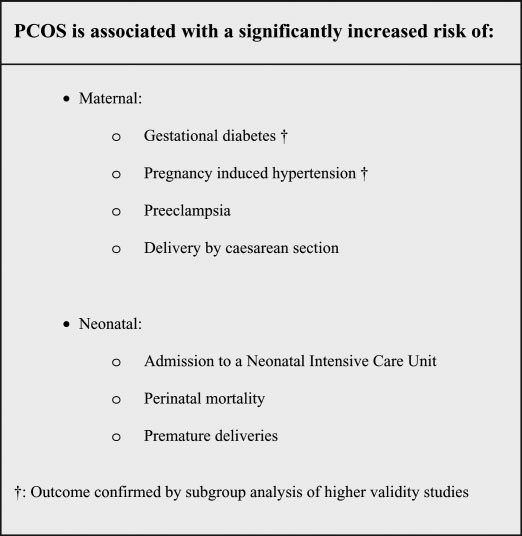 PCOS is associated with a significantly increased risk of:
• Maternal:
o Gestational diabetes †
o Pregnancy induced hypertension †
o Preeclampsia
o Delivery by caesarean section
• Neonatal:
o Admission to a Neonatal Intensive Care Unit
o Perinatal mortality
o Premature deliveries
†: Outcome confirmed by subgroup analysis of higher validity studies